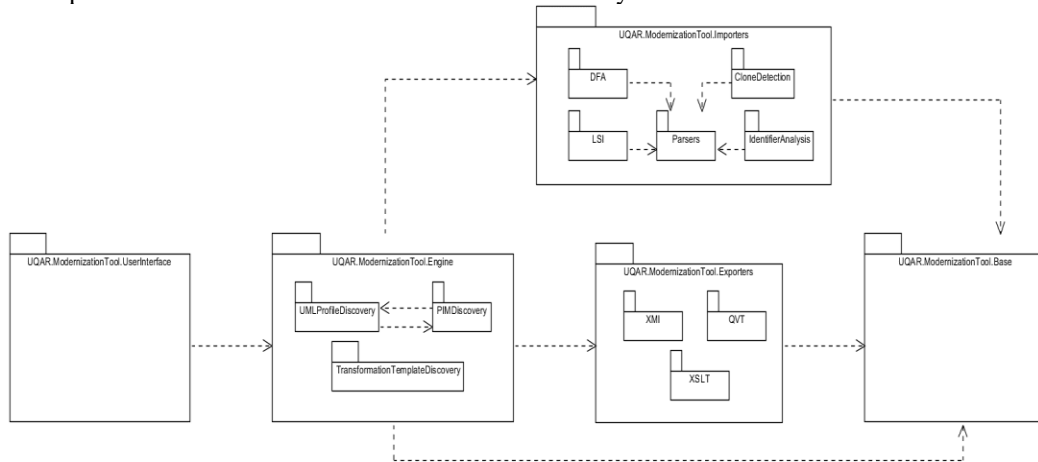 UQAR.ModernizationTool.Importers
DFA
CloneDetection
LSI
Parsers
IdentifierAnalysis
UQAR.ModernizationTool.UserInterface
UQAR.ModernizationTool.Engine
UMLProfileDiscovery
PIMDiscovery
TransformationTemplateDiscovery
UQAR.ModernizationTool.Exporters
XMI
QVT
XSLT
UQAR.ModernizationTool.Base